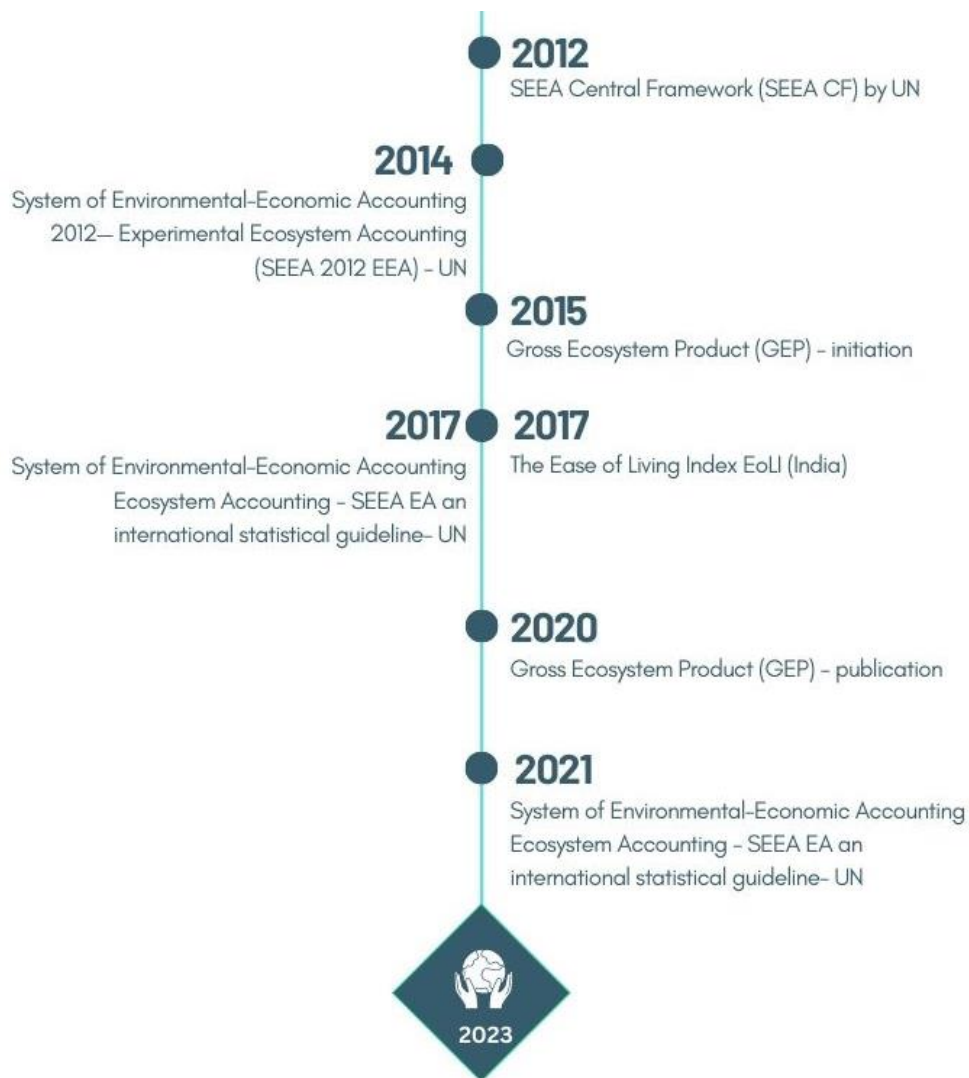 2012
SEEA Central Framework (SEEA CF) by UN
2014
System of Environmental-Economic Accounting
2012— Experimental Ecosystem Accounting
(SEEA 2012 EEA) - UN
2015
Gross Ecosystem Product (GEP) - initiation
2017
System of Environmental-Economic Accounting
Ecosystem Accounting - SEEA EA an
international statistical guideline- UN
2017
The Ease of Living Index EoLI (India)
2020
Gross Ecosystem Product (GEP) - publication
2021
System of Environmental-Economic Accounting
Ecosystem Accounting - SEEA EA an
international statistical guideline- UN
2023